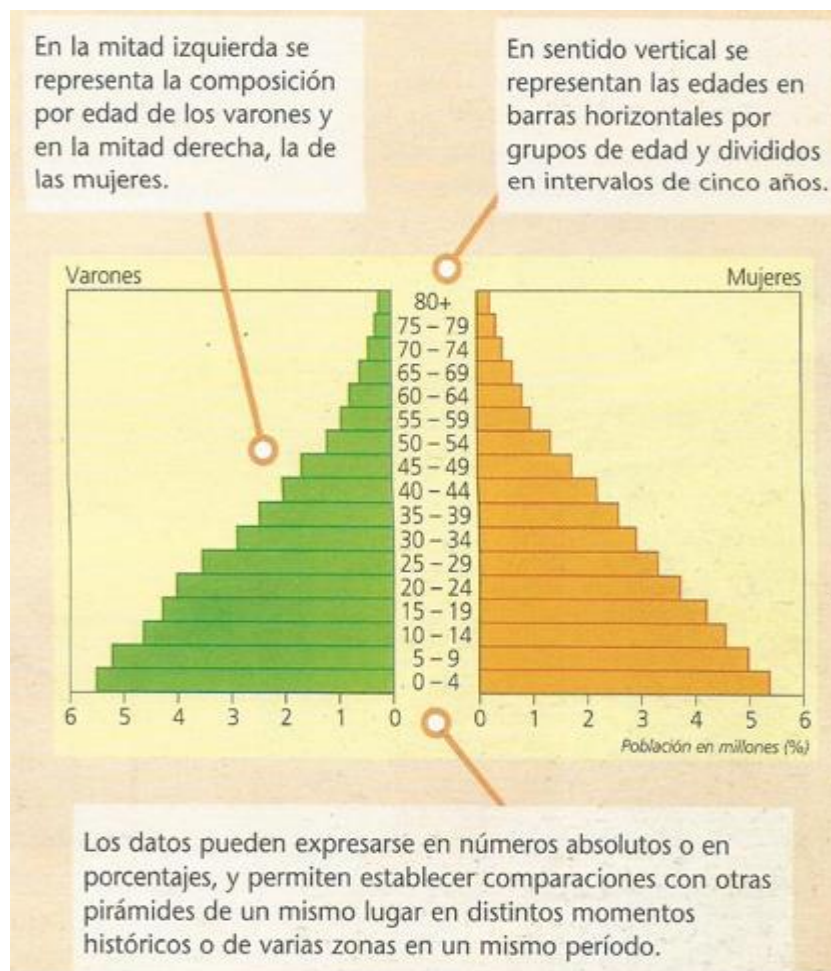 En la mitad izquierda se
representa la composición
por edad de los varones y
en la mitad derecha, la de
las mujeres.
En sentido vertical se
representan las edades en
barras horizontales por
grupos de edad y divididos
en intervalos de cinco años.
Varones
Mujeres
80+
75 – 79
70 – 74
65 – 69
60 – 64
55 – 59
50 – 54
45 – 49
40 – 44
35 – 39
30 – 34
25 – 29
20 – 24
15 – 19
10 – 14
5 – 9
0 – 4
6 5 4 3 2 1 0 0 1 2 3 4 5 6
Población en millones (%)
Los datos pueden expresarse en números absolutos o en
porcentajes, y permiten establecer comparaciones con otras
pirámides de un mismo lugar en distintos momentos
históricos o de varias zonas en un mismo período.